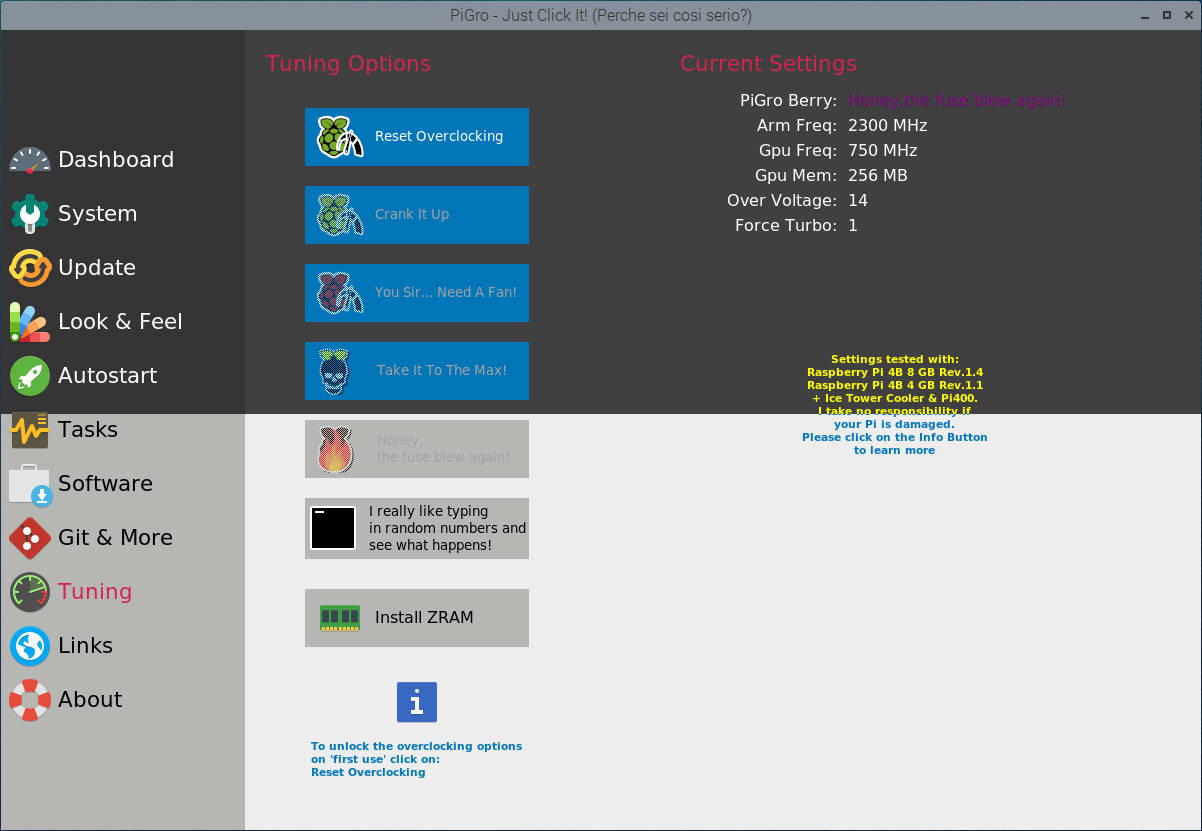 PiGro - Just Click It! (Perche sei cosi serio?)
Dashboard
System
Update
Look & Feel
Autostart
Tasks
Software
Git & More
Tuning
Links
About
Tuning Options
Reset Overclocking
Crank It Up
You Sir... Need A Fan!
Take It To The Max!
Honey,
the fuse blew again!
I really like typing
in random numbers and
see what happens!
Install ZRAM
i
To unlock the overclocking options
on 'first use' click on:
Reset Overclocking
Current Settings
PiGro Berry: Honey,the fuse blew again!
Arm Freq: 2300 MHz
Gpu Freq: 750 MHz
Gpu Mem: 256 MB
Over Voltage: 14
Force Turbo: 1
Settings tested with:
Raspberry Pi 4B 8 GB Rev.1.4
Raspberry Pi 4B 4 GB Rev.1.1
+ Ice Tower Cooler & Pi400.
I take no responsibility if
your Pi is damaged.
Please click on the Info Button
to learn more